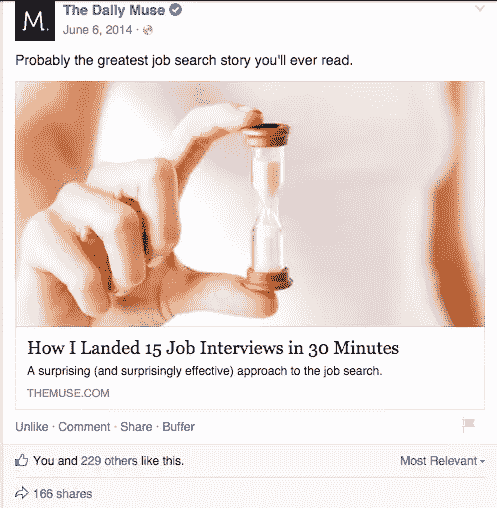 M.
The Daily Muse
June 6, 2014 ·
Probably the greatest job search story you'll ever read.
How I Landed 15 Job Interviews in 30 Minutes
A surprising (and surprisingly effective) approach to the job search.
THEMUSE.COM
Unlike · Comment · Share · Buffer
You and 229 others like this.
Most Relevant
166 shares